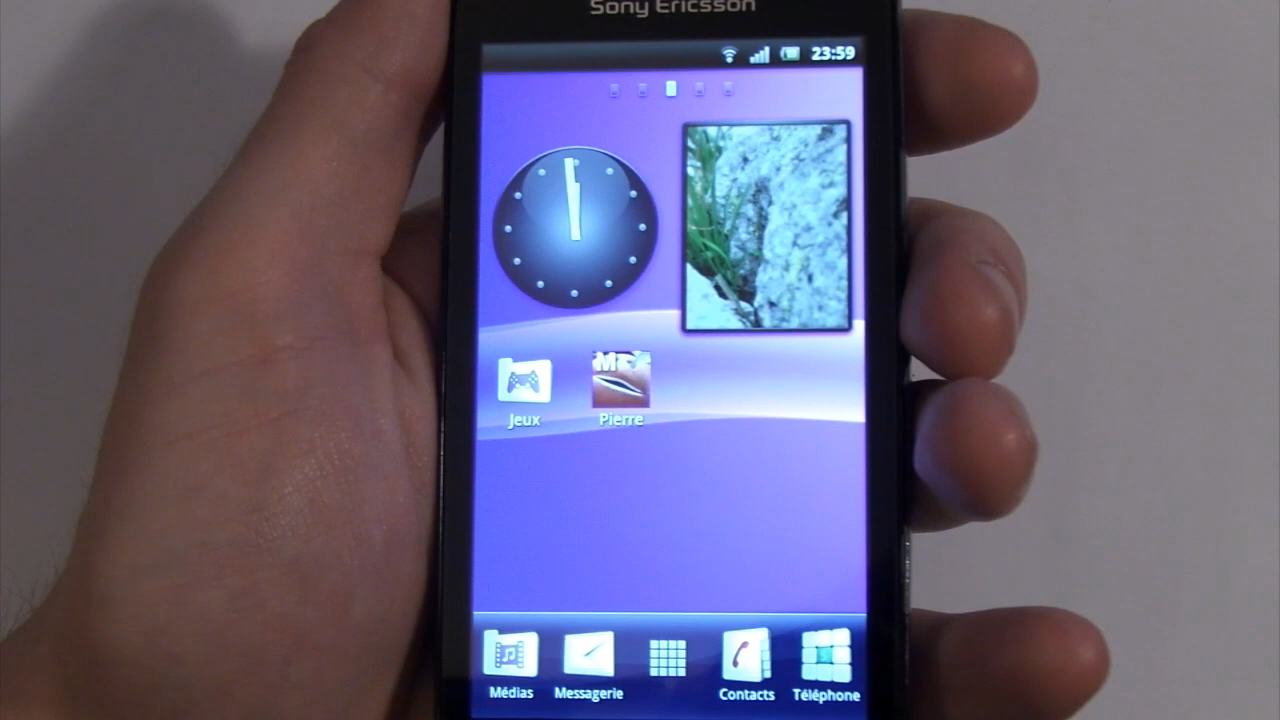 Sony Ericsson
23:59
Jeux
Pierre
Médias
Messagerie
Contacts
Téléphone